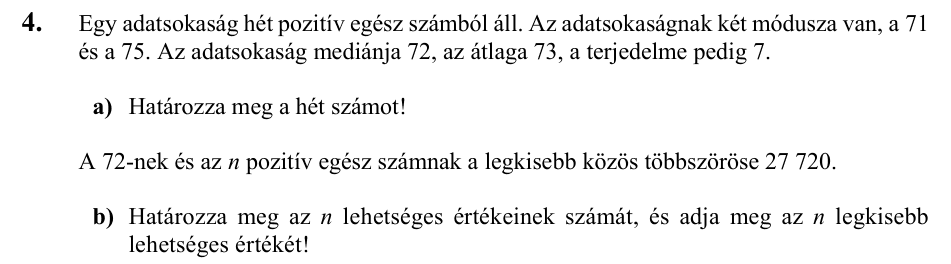 4. Egy adatsokaság hét pozitív egész számból áll. Az adatsokaságnak két módusza van, a 71
és a 75. Az adatsokaság mediánja 72, az átlaga 73, a terjedelme pedig 7.
a) Határozza meg a hét számot!
A 72-nek és az n pozitív egész számnak a legkisebb közös többszöröse 27 720.
b) Határozza meg az n lehetséges értékeinek számát, és adja meg az n legkisebb
lehetséges értékét!